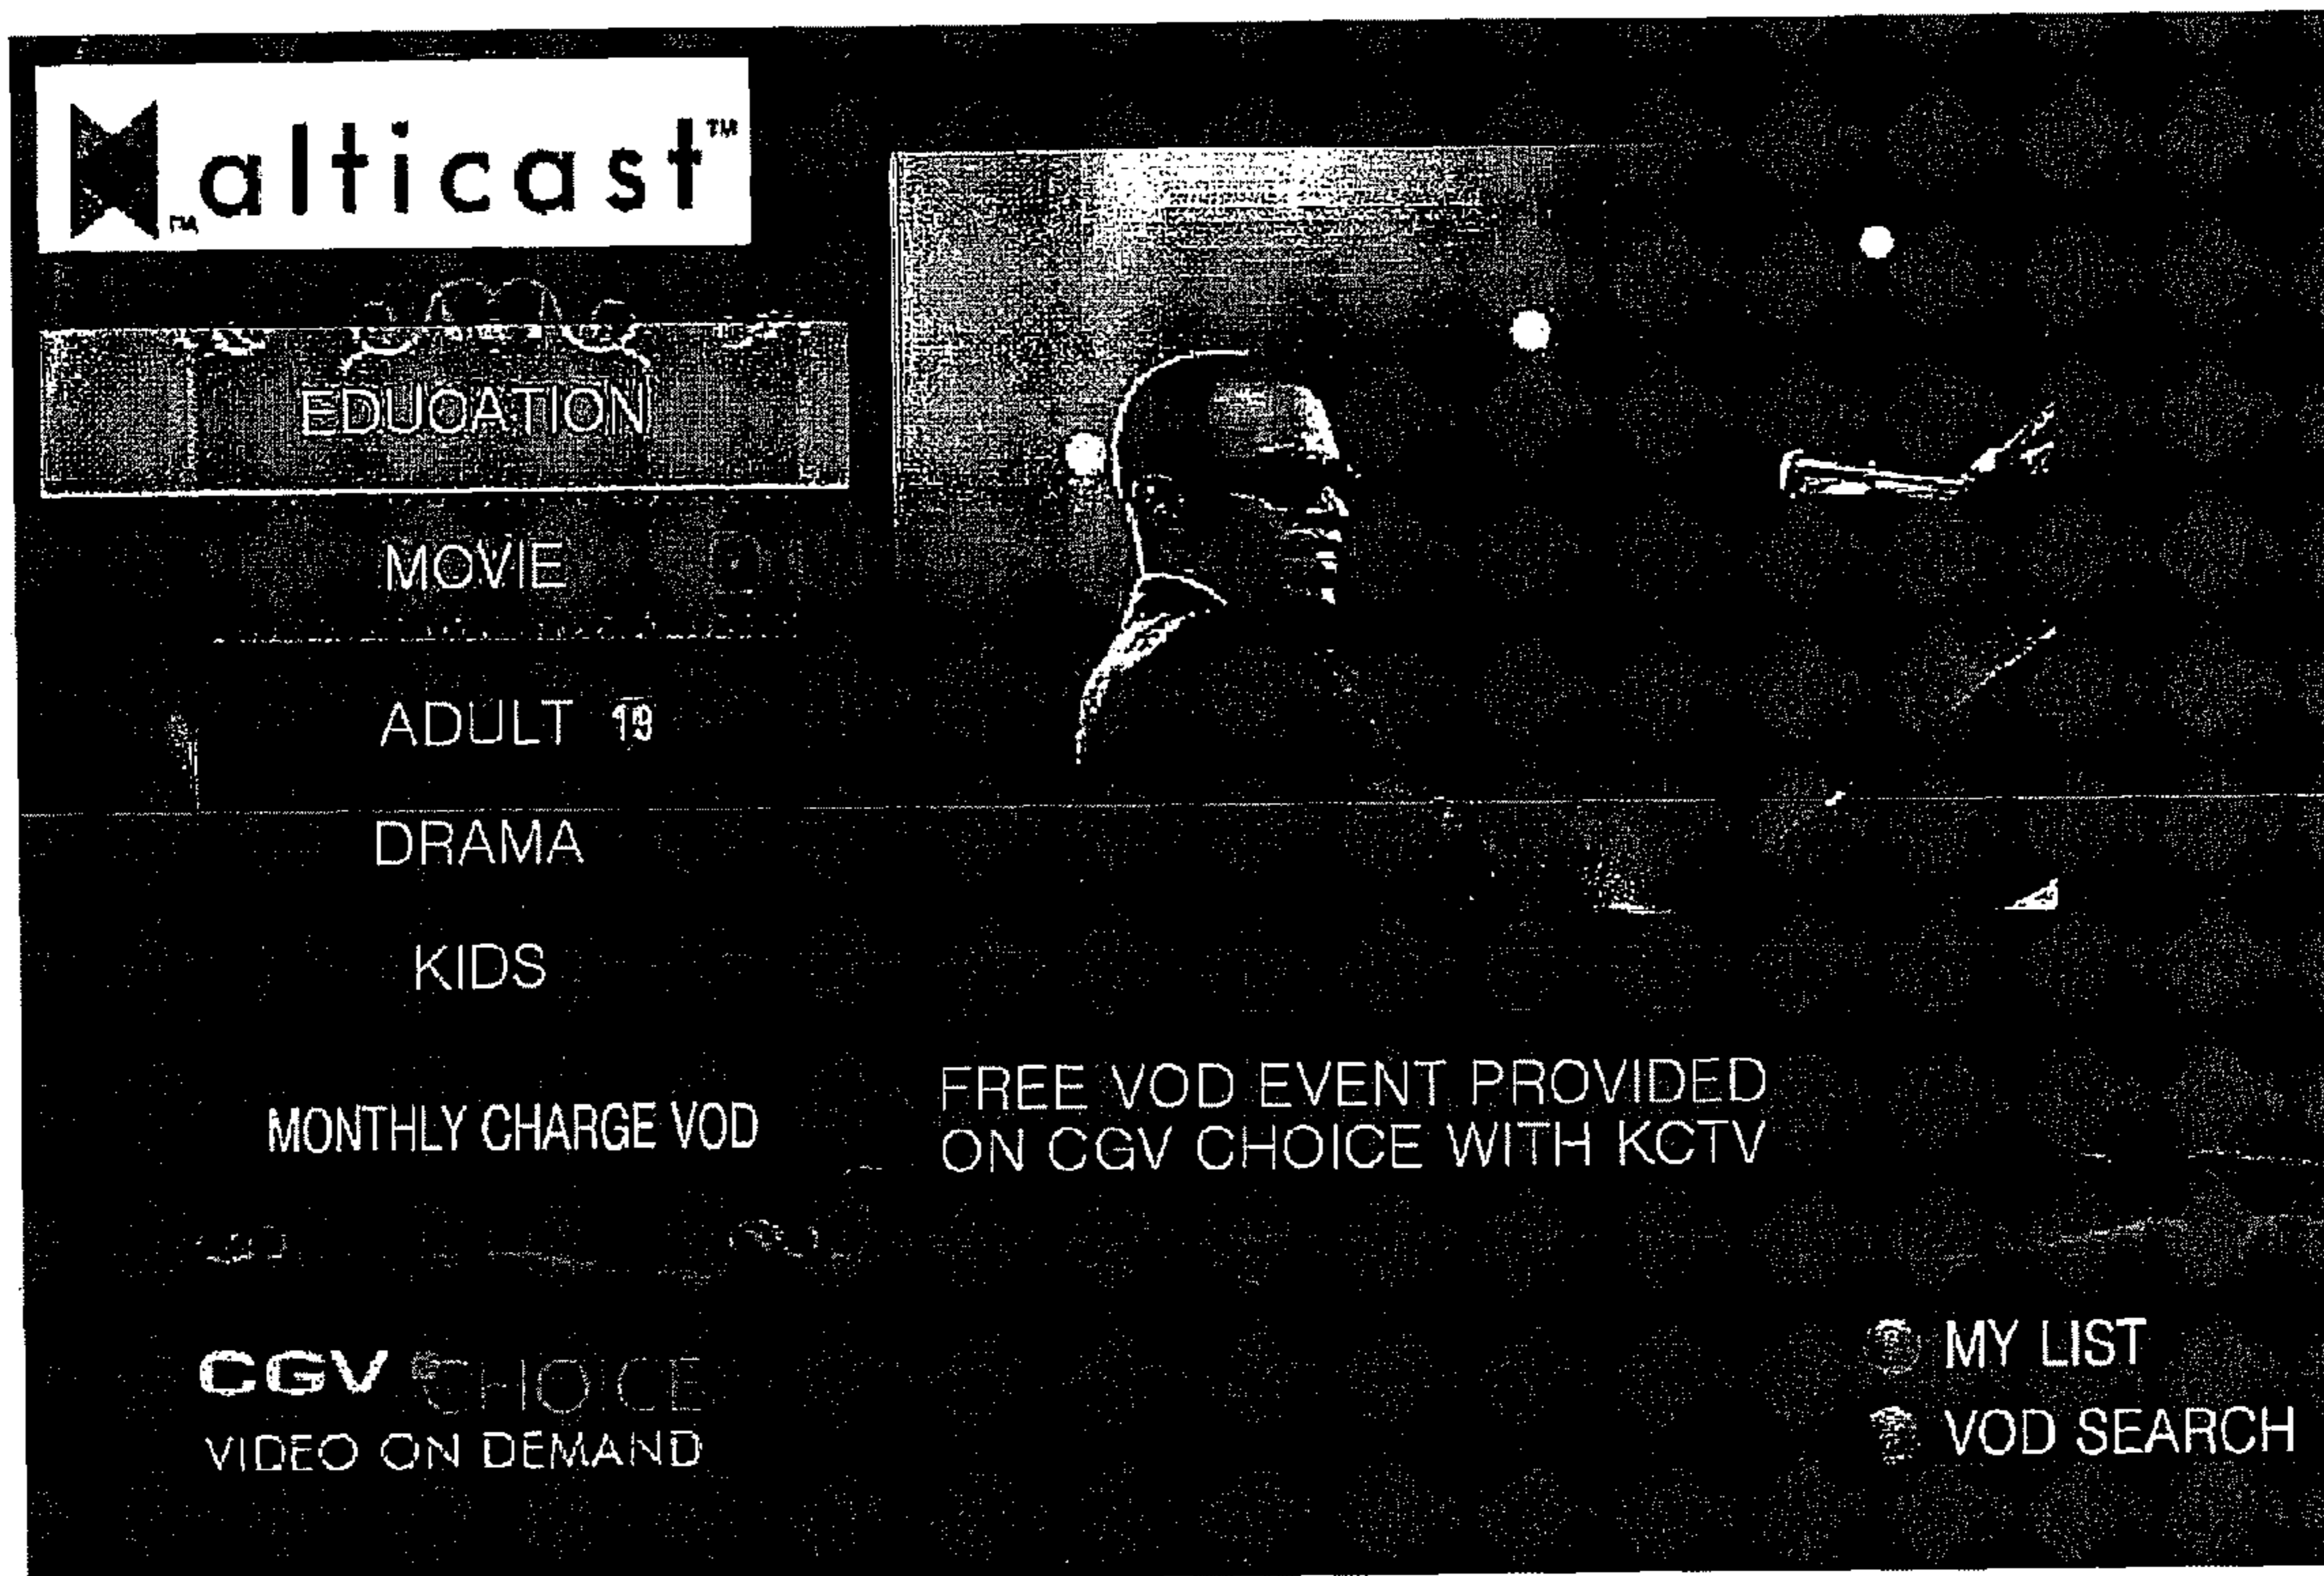 alticast™
TM
EDUCATION
MOVIE
ADULT 19
DRAMA
KIDS
MONTHLY CHARGE VOD
FREE VOD EVENT PROVIDED
ON CGV CHOICE WITH KCTV
CGV CHOICE
VIDEO ON DEMAND
MY LIST
VOD SEARCH